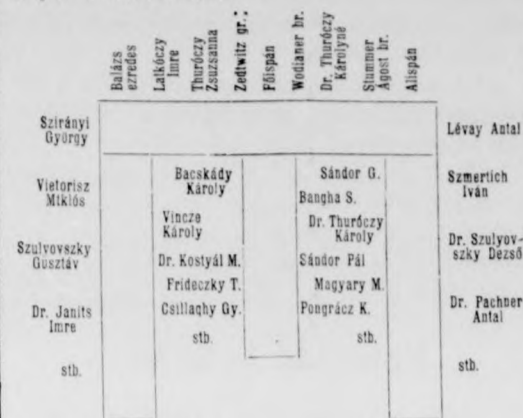 Balázs
ezredes
Latkóczy
Imre
Thuróczy
Zsuzsanna
Zedtwitz gr.;
Főispán
Wodianer br.
Dr. Thuróczy
Károlyné
Stummer
Ágost br.
Alispán
Szirányi
György
Vietorisz
Miklós
Szulyovszky
Gusztáv
Dr. Janits
Imre
stb.
Bacskády
Károly
Vincze
Károly
Dr. Kostyál M.
Frideczky T.
Csillaghy Gy.
stb.
Sándor G.
Bangha S.
Dr. Thuróczy
Károly
Sándor Pál
Magyary M.
Pongrácz K.
stb.
Lévay Antal
Szmertich
Iván
Dr. Szulyov-
szky Dezső
Dr. Pachner
Antal
stb.